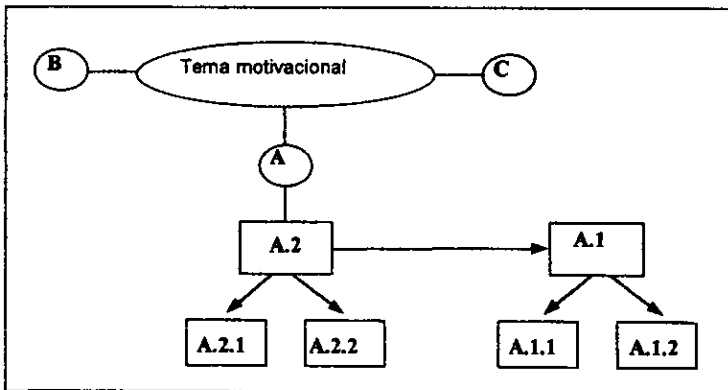 B
Tema motivacional
C
A
A.2
A.1
A.2.1
A.2.2
A.1.1
A.1.2